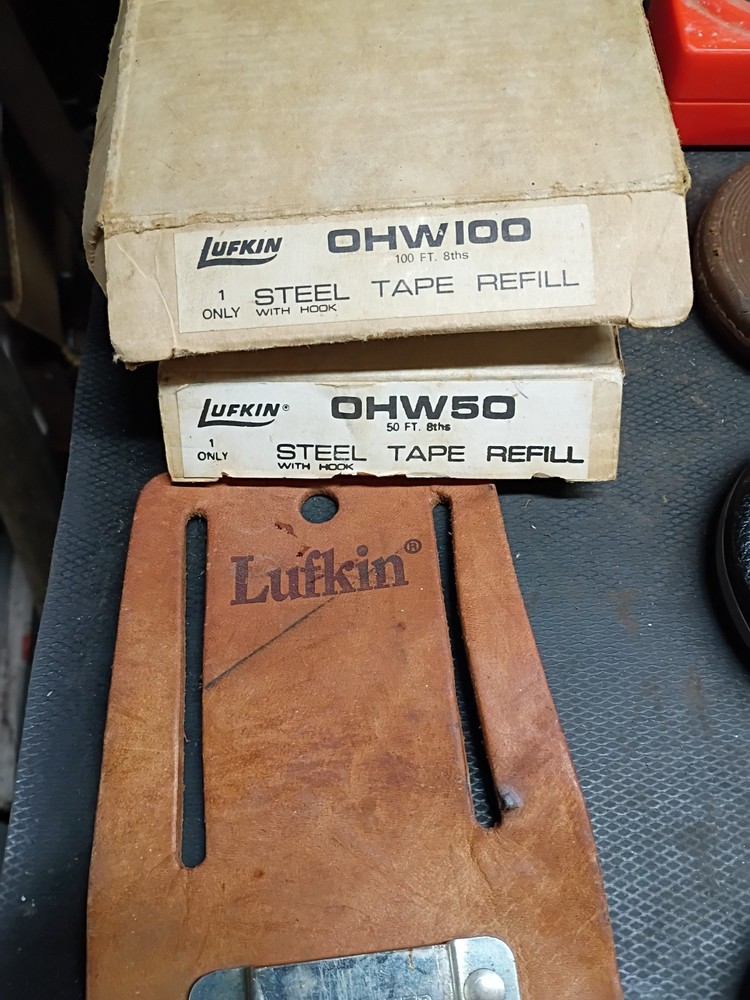 LUFKIN OHW100
100 FT. 8ths
1 ONLY STEEL TAPE REFILL
WITH HOOK
LUFKIN® OHW50
50 FT. 8ths
1 ONLY STEEL TAPE REFILL
WITH HOOK
Lufkin®